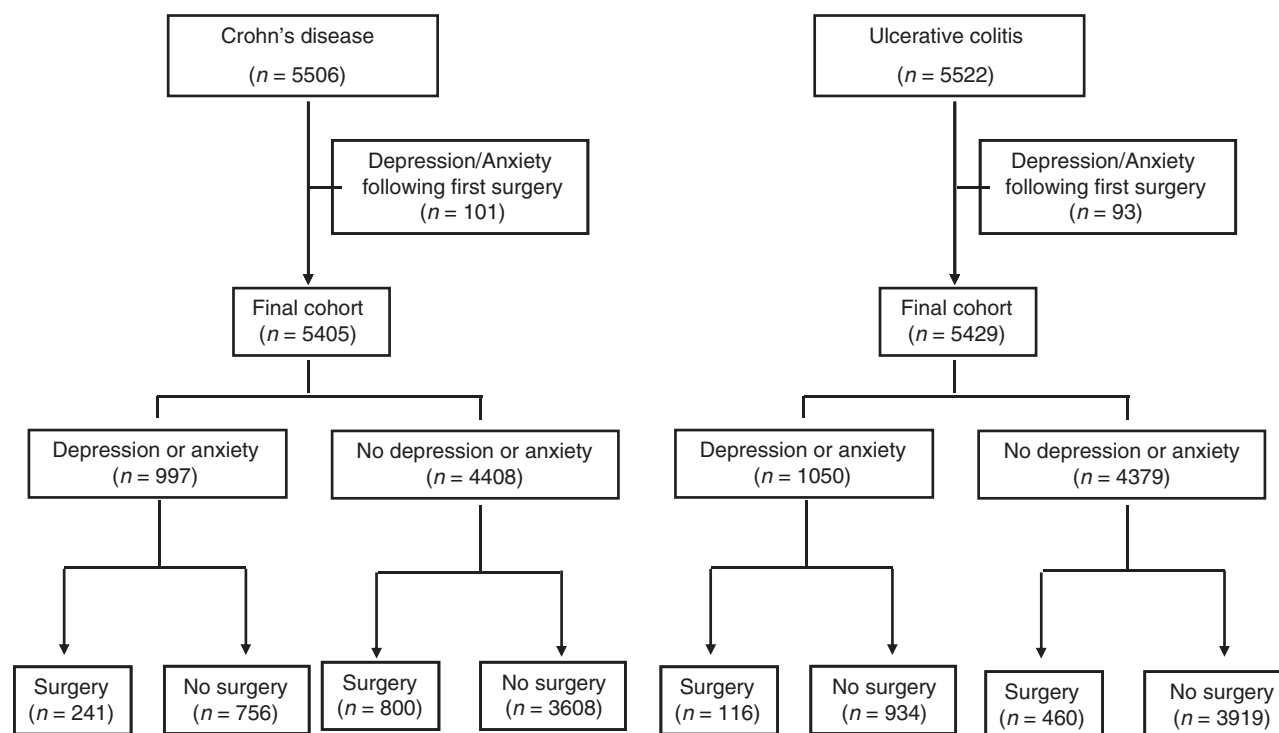 Crohn's disease
(n = 5506)
Depression/Anxiety
following first surgery
(n = 101)
Final cohort
(n = 5405)
Depression or anxiety
(n = 997)
No depression or anxiety
(n = 4408)
Surgery
(n = 241)
No surgery
(n = 756)
Surgery
(n = 800)
No surgery
(n = 3608)
Ulcerative colitis
(n = 5522)
Depression/Anxiety
following first surgery
(n = 93)
Final cohort
(n = 5429)
Depression or anxiety
(n = 1050)
No depression or anxiety
(n = 4379)
Surgery
(n = 116)
No surgery
(n = 934)
Surgery
(n = 460)
No surgery
(n = 3919)